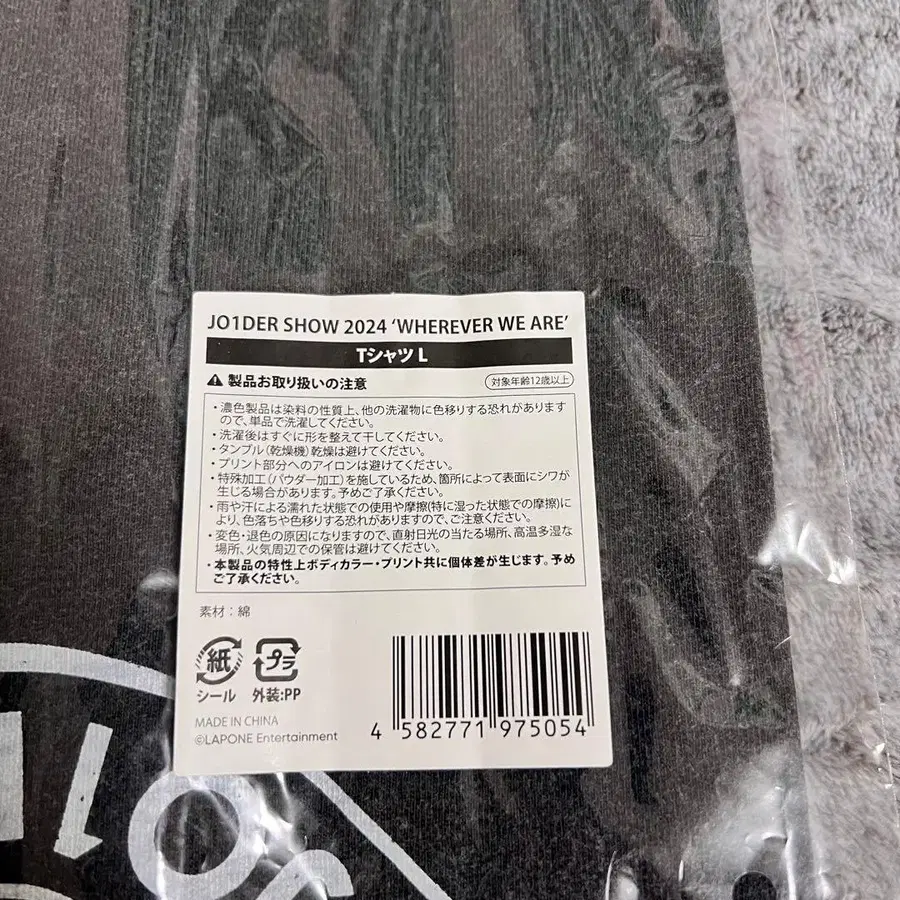 JO1DER SHOW 2024 ‘WHEREVER WE ARE’
Tシャツ L
⚠ 製品お取り扱いの注意
対象年齢12歳以上
・濃色製品は染料の性質上、他の洗濯物に色移りする恐れがあります
ので、単品で洗濯してください。
・洗濯後はすぐに形を整えて干してください。
・タンブル(乾燥機)乾燥は避けてください。
・プリント部分へのアイロンは避けてください。
・特殊加工(パウダー加工)を施しているため、箇所によって表面にシワが
生じる場合があります。予めご了承ください。
・雨や汗による濡れた状態での使用や摩擦(特に湿った状態での摩擦)に
より、色落ちや色移りする恐れがありますので、ご注意ください。
・変色・退色の原因になりますので、直射日光の当たる場所、高温多湿な
場所、火気周辺での保管は避けてください。
・本製品の特性上ボディカラー・プリント共に個体差が生じます。予め
ご了承ください。
素材：綿
紙
シール
プラ
外装:PP
MADE IN CHINA
©LAPONE Entertainment
4 582771 975054
JO1